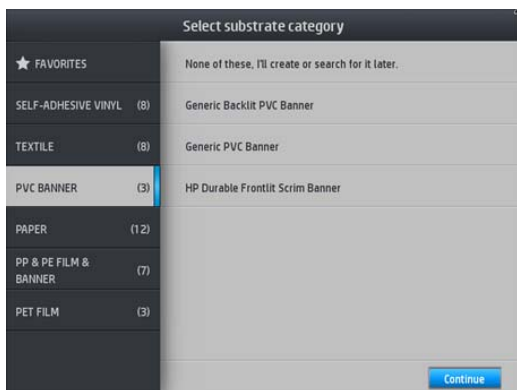 Select substrate category
FAVORITES
SELF-ADHESIVE VINYL (8)
TEXTILE (8)
PVC BANNER (3)
PAPER (12)
PP & PE FILM &
BANNER (7)
PET FILM (3)
None of these, I'll create or search for it later.
Generic Backlit PVC Banner
Generic PVC Banner
HP Durable Frontlit Scrim Banner
Continue